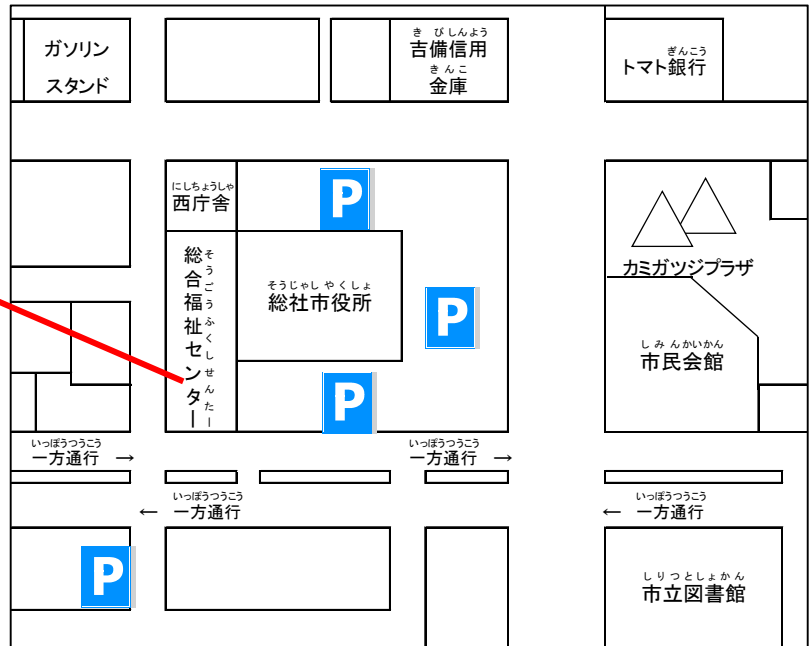 ガソリン
スタンド
き びしんよう
吉備信用
きんこ
金庫
ぎんこう
トマト銀行
にしちょうしゃ
西庁舎
P
総合福祉センター
そうごうふくしせんたー
そうじゃし やくしょ
総社市役所
P
P
カミガツジプラザ
しみんかいかん
市民会館
いっぽうつうこう
一方通行 →
いっぽうつうこう
一方通行 →
いっぽうつうこう
← 一方通行
いっぽうつうこう
← 一方通行
P
しりつとしょかん
市立図書館